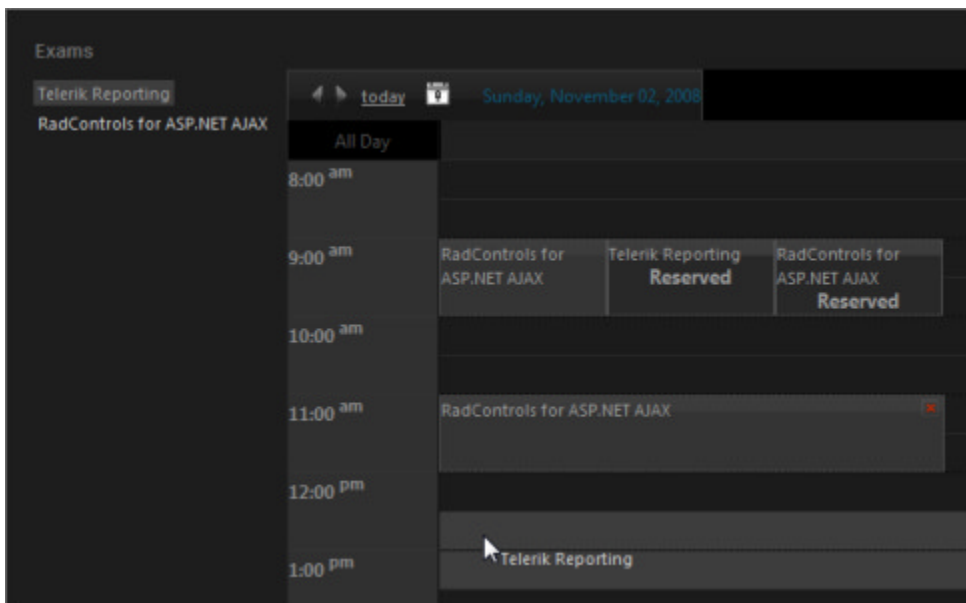 Exams
Telerik Reporting
RadControls for ASP.NET AJAX
today
Sunday, November 02, 2008
All Day
8:00 am
9:00 am
RadControls for
ASP.NET AJAX
Telerik Reporting
Reserved
RadControls for
ASP.NET AJAX
Reserved
10:00 am
11:00 am
RadControls for ASP.NET AJAX
12:00 pm
Telerik Reporting
1:00 pm